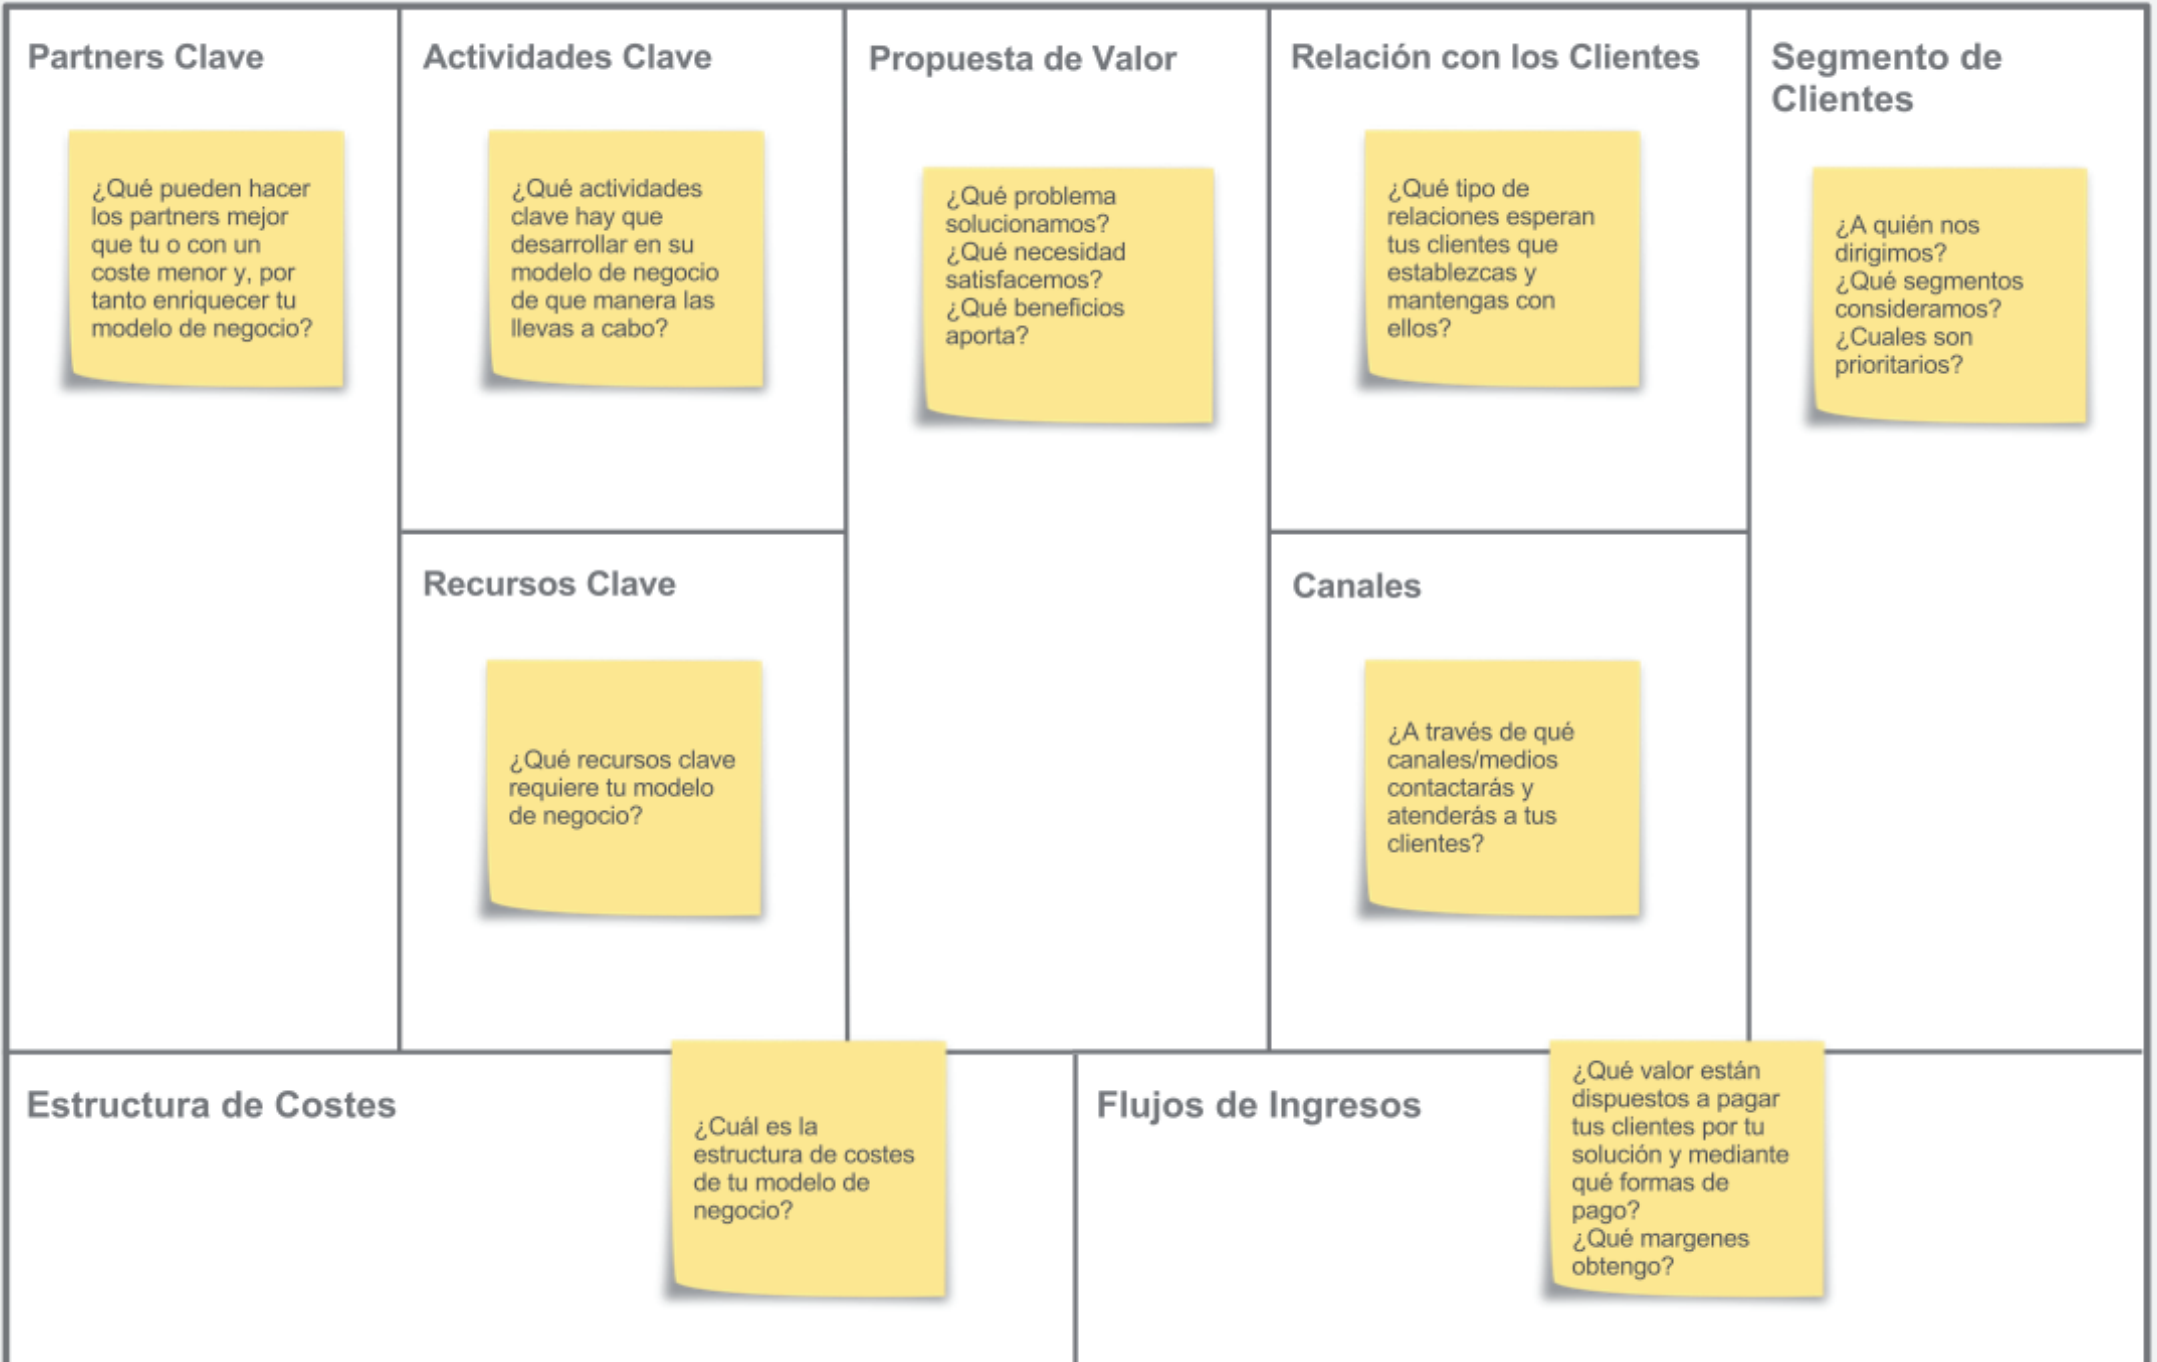 Partners Clave
¿Qué pueden hacer
los partners mejor
que tu o con un
coste menor y, por
tanto enriquecer tu
modelo de negocio?
Actividades Clave
¿Qué actividades
clave hay que
desarrollar en su
modelo de negocio
de que manera las
llevas a cabo?
Recursos Clave
¿Qué recursos clave
requiere tu modelo
de negocio?
Propuesta de Valor
¿Qué problema
solucionamos?
¿Qué necesidad
satisfacemos?
¿Qué beneficios
aporta?
Relación con los Clientes
¿Qué tipo de
relaciones esperan
tus clientes que
establezcas y
mantengas con
ellos?
Canales
¿A través de qué
canales/medios
contactarás y
atenderás a tus
clientes?
Segmento de
Clientes
¿A quién nos
dirigimos?
¿Qué segmentos
consideramos?
¿Cuales son
prioritarios?
Estructura de Costes
¿Cuál es la
estructura de costes
de tu modelo de
negocio?
Flujos de Ingresos
¿Qué valor están
dispuestos a pagar
tus clientes por tu
solución y mediante
qué formas de
pago?
¿Qué margenes
obtengo?